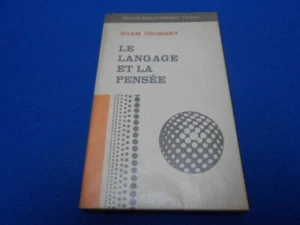 NOAM CHOMSKY
LE
LANGAGE
ET LA
PENSÉE